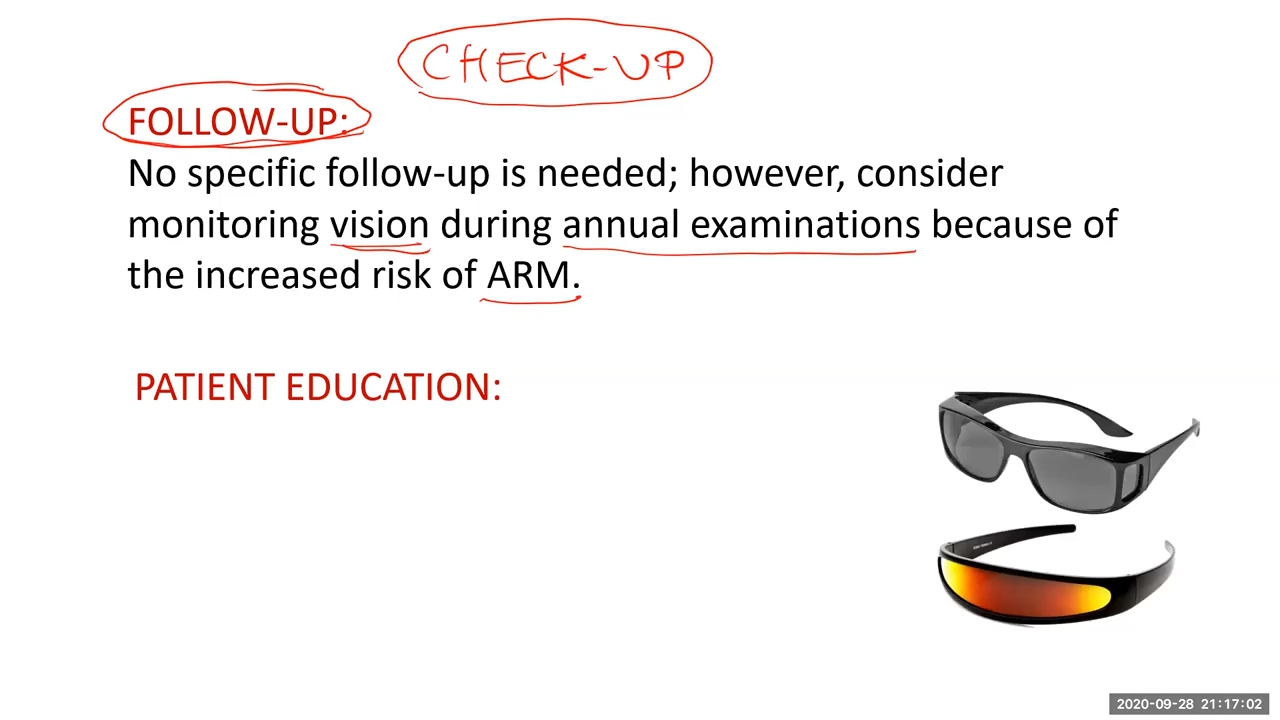 CHECK-UP
FOLLOW-UP:
No specific follow-up is needed; however, consider
monitoring vision during annual examinations because of
the increased risk of ARM.
PATIENT EDUCATION:
2020-09-28 21:17:02